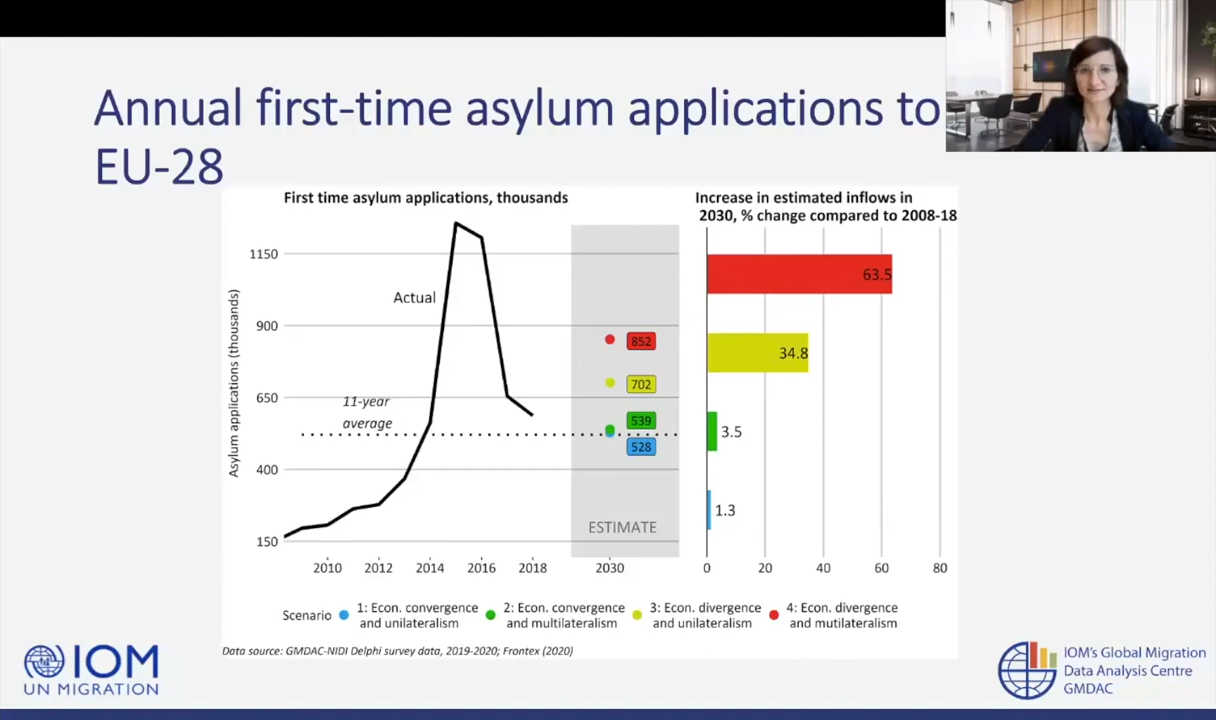 Annual first-time asylum applications to
EU-28
First time asylum applications, thousands
Increase in estimated inflows in
2030, % change compared to 2008-18
Asylum applications (thousands)
1150
900
650
400
150
Actual
11-year
average
852
702
539
528
ESTIMATE
2010
2012
2014
2016
2018
2030
63.5
34.8
3.5
1.3
0
20
40
60
80
Scenario
1: Econ. convergence
and unilateralism
2: Econ. convergence
and multilateralism
3: Econ. divergence
and unilateralism
4: Econ. divergence
and mutilateralism
Data source: GMDAC-NIDI Delphi survey data, 2019-2020; Frontex (2020)
IOM
UN MIGRATION
IOM's Global Migration
Data Analysis Centre
GMDAC